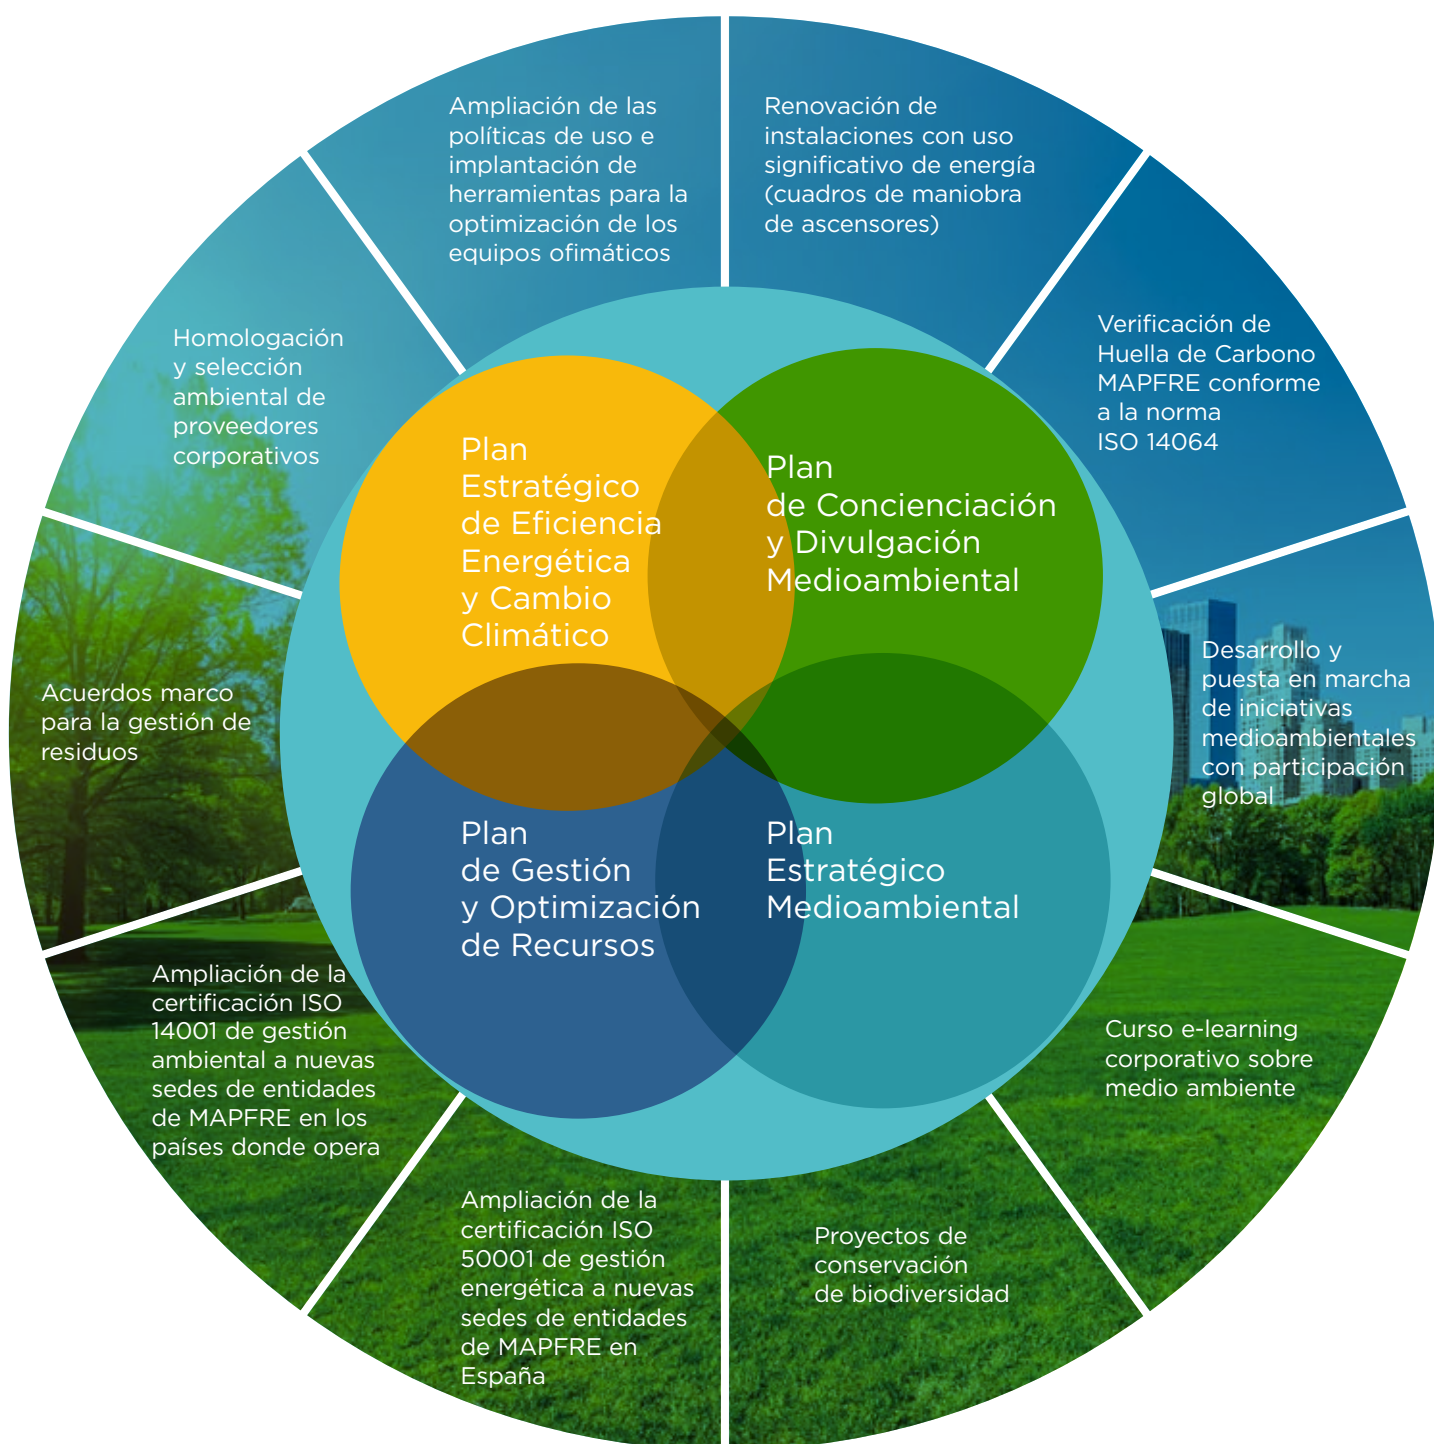 Ampliación de las
políticas de uso e
implantación de
herramientas para la
optimización de los
equipos ofimáticos
Renovación de
instalaciones con uso
significativo de energía
(cuadros de maniobra
de ascensores)
Verificación de
Huella de Carbono
MAPFRE conforme
a la norma
ISO 14064
Desarrollo y
puesta en marcha
de iniciativas
medioambientales
con participación
global
Curso e-learning
corporativo sobre
medio ambiente
Proyectos de
conservación
de biodiversidad
Ampliación de la
certificación ISO
50001 de gestión
energética a nuevas
sedes de entidades
de MAPFRE en
España
Ampliación de la
certificación ISO
14001 de gestión
ambiental a nuevas
sedes de entidades
de MAPFRE en los
países donde opera
Acuerdos marco
para la gestión de
residuos
Homologación
y selección
ambiental de
proveedores
corporativos
Plan
Estratégico
de Eficiencia
Energética
y Cambio
Climático
Plan
de Concienciación
y Divulgación
Medioambiental
Plan
de Gestión
y Optimización
de Recursos
Plan
Estratégico
Medioambiental